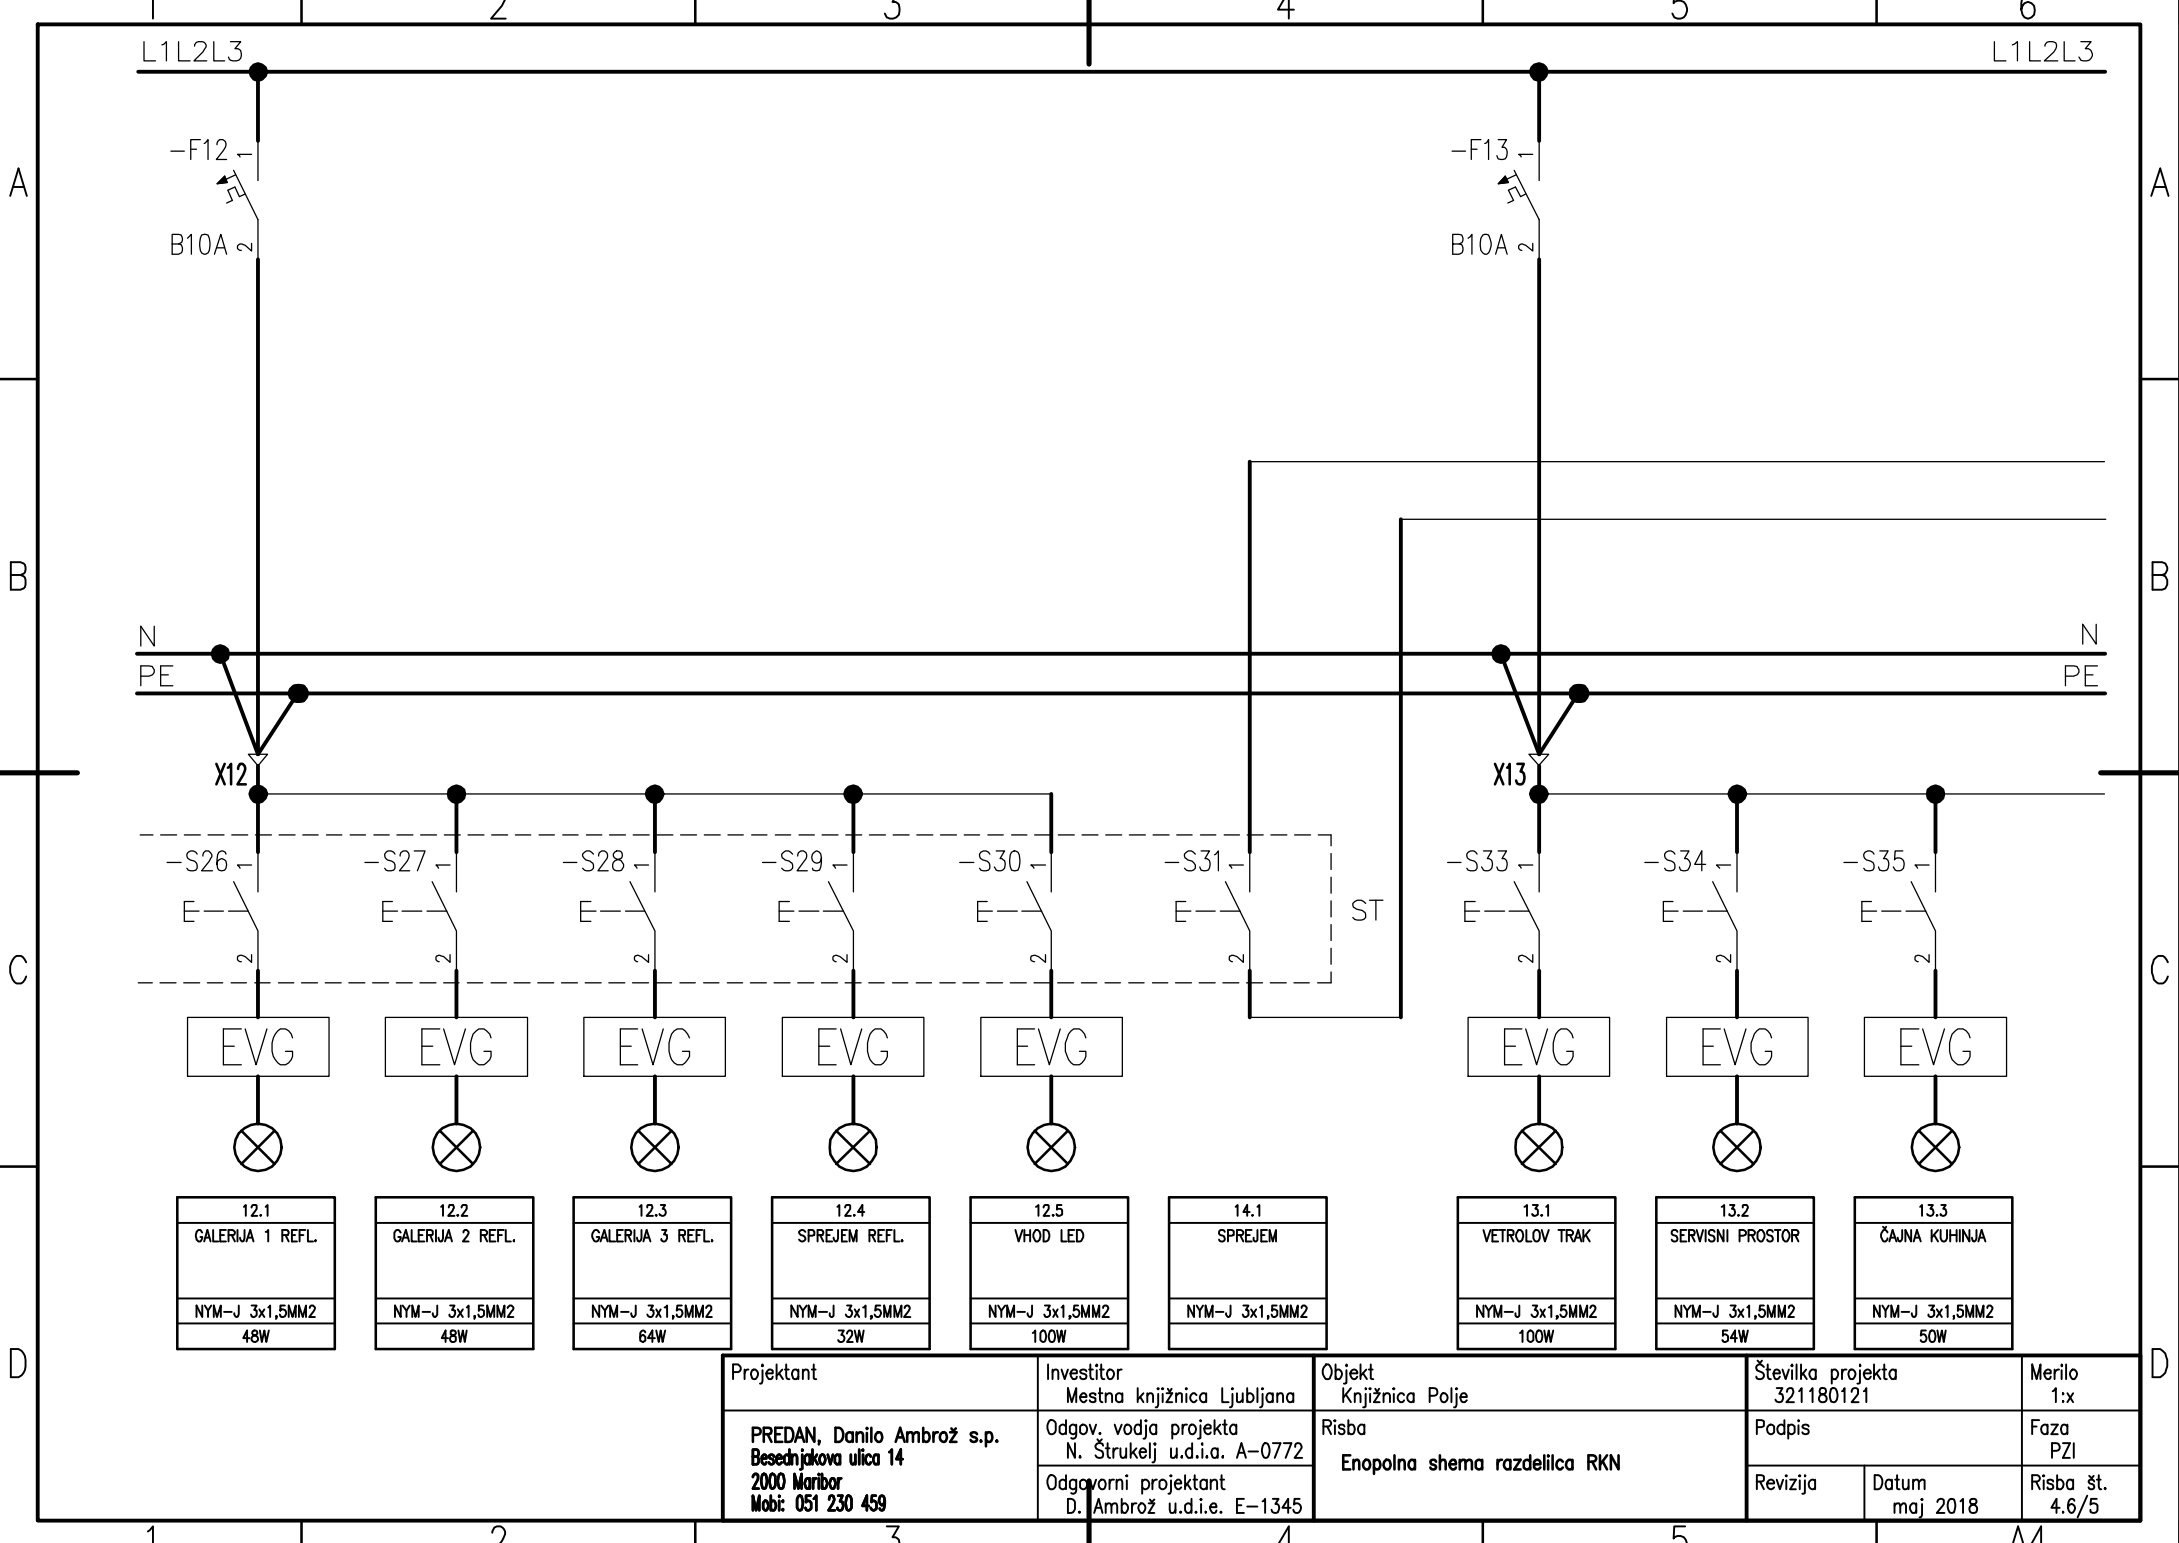 2 3 4 5 6
L1L2L3 L1L2L3
-F12 1 -F13 1
A A
B10A 2 B10A 2
B B
N N
PE PE
X12 X13
-S26 1 -S27 1 -S28 1 -S29 1 -S30 1 -S31 1 -S33 1 -S34 1 -S35 1
ST
2 2 2 2 2 2 2 2 2
C C
EVG EVG EVG EVG EVG EVG EVG EVG
12.1 12.2 12.3 12.4 12.5 14.1 13.1 13.2 13.3
GALERIJA 1 REFL. GALERIJA 2 REFL. GALERIJA 3 REFL. SPREJEM REFL. VHOD LED SPREJEM VETROLOV TRAK SERVISNI PROSTOR ČAJNA KUHINJA
NYM-J 3x1,5MM2 NYM-J 3x1,5MM2 NYM-J 3x1,5MM2 NYM-J 3x1,5MM2 NYM-J 3x1,5MM2 NYM-J 3x1,5MM2 NYM-J 3x1,5MM2 NYM-J 3x1,5MM2 NYM-J 3x1,5MM2
48W 48W 64W 32W 100W 100W 54W 50W
D D
Projektant
PREDAN, Danilo Ambrož s.p.
Besednjakova ulica 14
2000 Maribor
Mobi: 051 230 459
Investitor
Mestna knjižnica Ljubljana
Odgov. vodja projekta
N. Štrukelj u.d.i.a. A-0772
Odgovorni projektant
D. Ambrož u.d.i.e. E-1345
Objekt
Knjižnica Polje
Risba
Enopolna shema razdelilca RKN
Številka projekta
321180121
Merilo
1:x
Podpis
Faza
PZI
Revizija
Datum
maj 2018
Risba št.
4.6/5
1 2 3 4 5 A4